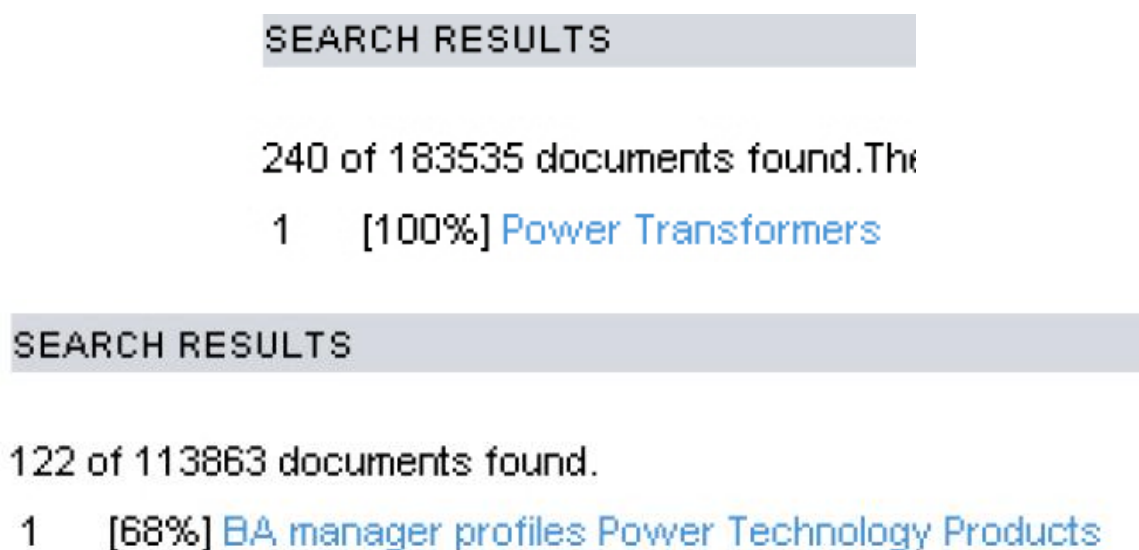 SEARCH RESULTS
240 of 183535 documents found.The
1 [100%] Power Transformers
SEARCH RESULTS
122 of 113863 documents found.
1 [68%] BA manager profiles Power Technology Products